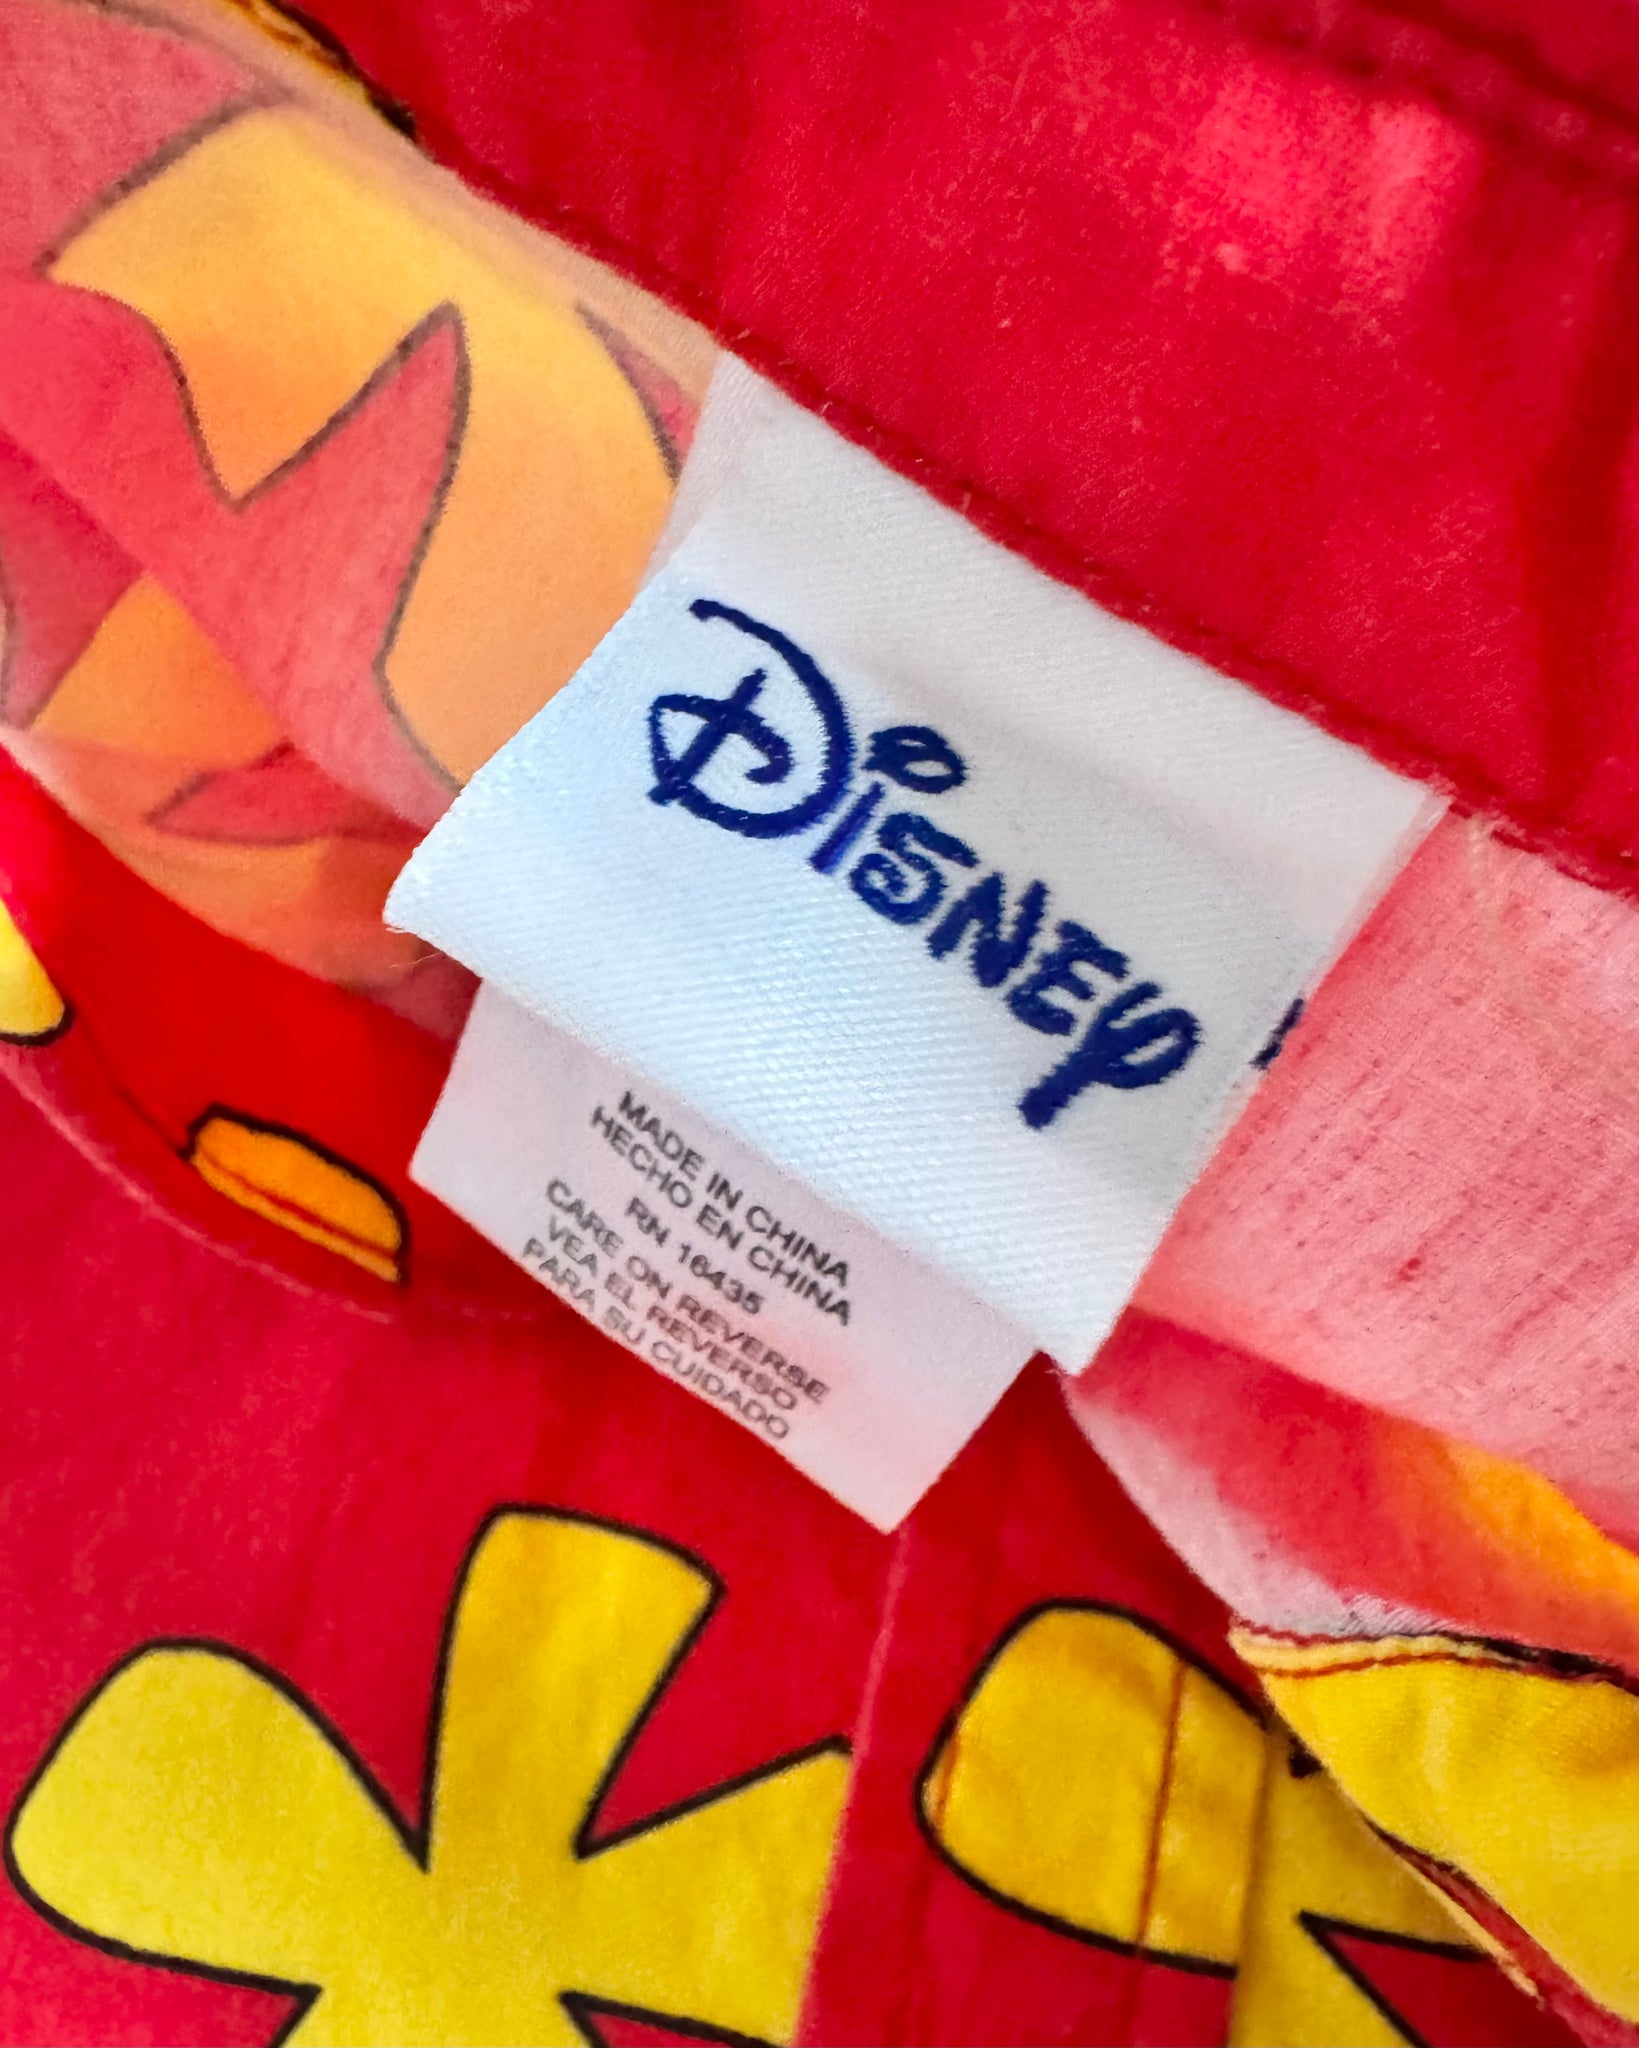 Disney
MADE IN CHINA
HECHO EN CHINA
RN 16435
CARE ON REVERSE
VEA EL REVERSO
PARA SU CUIDADO